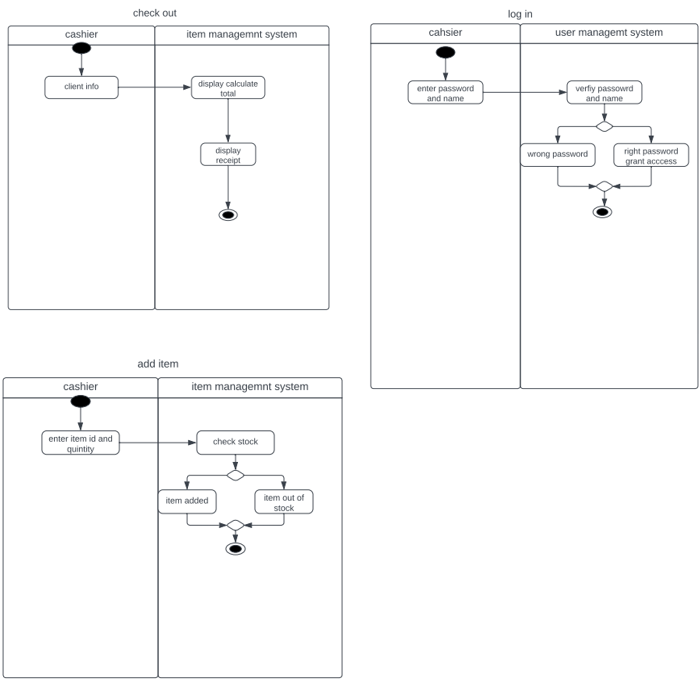 check out
cashier
item managemnt system
client info
display calculate
total
display
receipt
log in
cahsier
user managemt system
enter password
and name
verfiy passowrd
and name
wrong password
right password
grant acccess
add item
cashier
item managemnt system
enter item id and
quintity
check stock
item added
item out of
stock